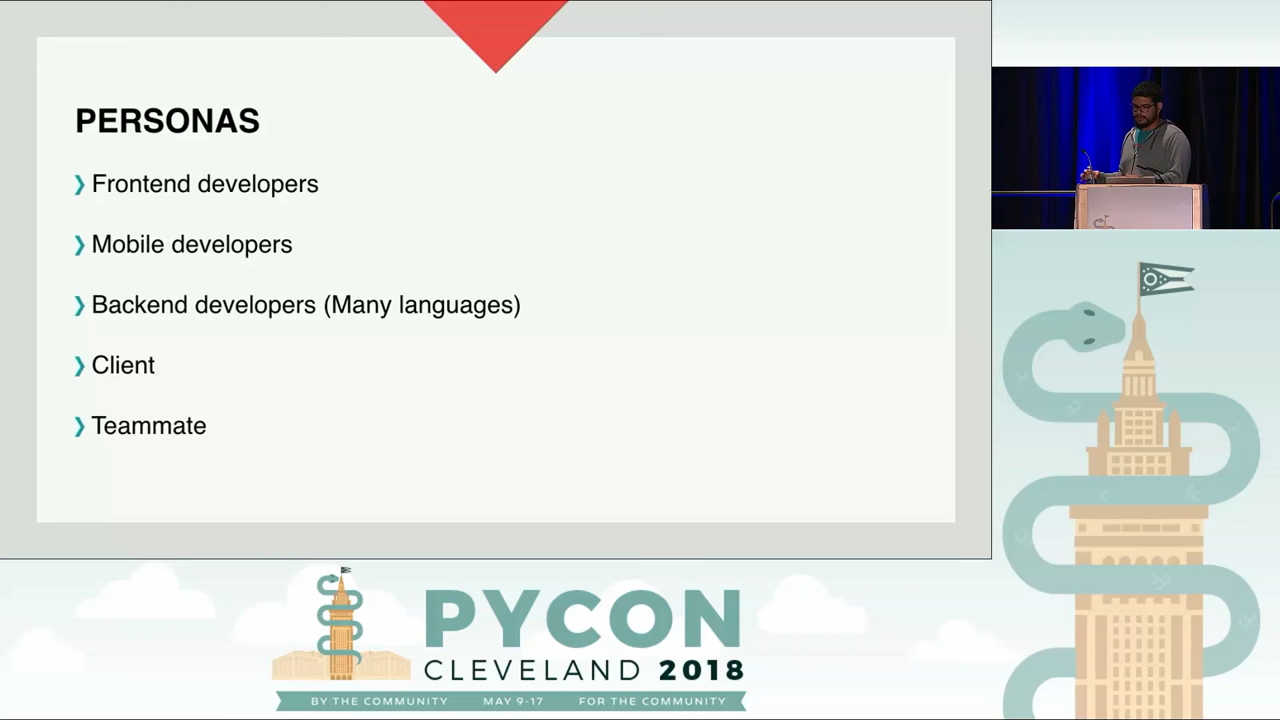 PERSONAS
❯ Frontend developers
❯ Mobile developers
❯ Backend developers (Many languages)
❯ Client
❯ Teammate
PYCON
CLEVELAND 2018
BY THE COMMUNITY MAY 9-17 FOR THE COMMUNITY